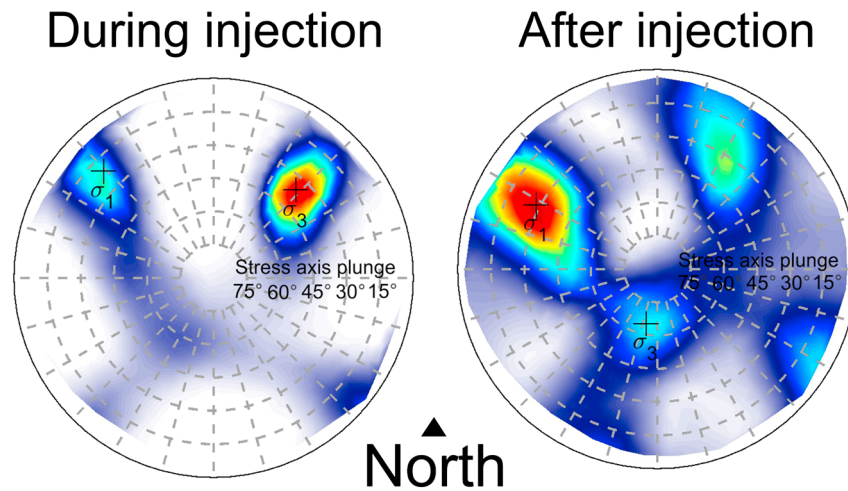 During injection
After injection
σ1
σ3
Stress axis plunge
75° 60° 45° 30° 15°
σ1
Stress axis plunge
75° 60 45° 30° 15°
σ3
North